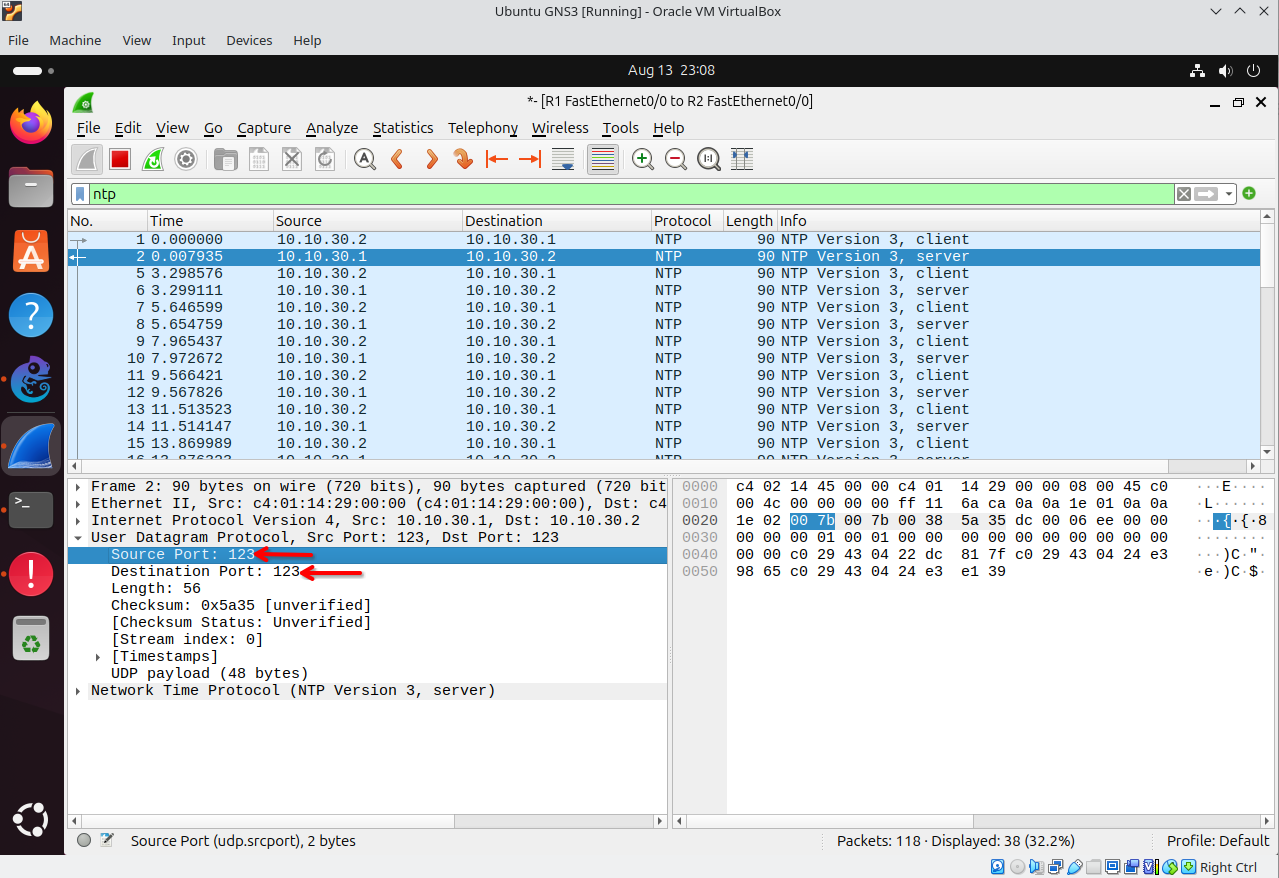 Ubuntu GNS3 [Running] - Oracle VM VirtualBox
File Machine View Input Devices Help
Aug 13 23:08
*- [R1 FastEthernet0/0 to R2 FastEthernet0/0]
File Edit View Go Capture Analyze Statistics Telephony Wireless Tools Help
ntp
No. Time Source Destination Protocol Length Info
1 0.000000 10.10.30.2 10.10.30.1 NTP 90 NTP Version 3, client
2 0.007935 10.10.30.1 10.10.30.2 NTP 90 NTP Version 3, server
5 3.298576 10.10.30.2 10.10.30.1 NTP 90 NTP Version 3, client
6 3.299111 10.10.30.1 10.10.30.2 NTP 90 NTP Version 3, server
7 5.646599 10.10.30.2 10.10.30.1 NTP 90 NTP Version 3, client
8 5.654759 10.10.30.1 10.10.30.2 NTP 90 NTP Version 3, server
9 7.965437 10.10.30.2 10.10.30.1 NTP 90 NTP Version 3, client
10 7.972672 10.10.30.1 10.10.30.2 NTP 90 NTP Version 3, server
11 9.566421 10.10.30.2 10.10.30.1 NTP 90 NTP Version 3, client
12 9.567826 10.10.30.1 10.10.30.2 NTP 90 NTP Version 3, server
13 11.513523 10.10.30.2 10.10.30.1 NTP 90 NTP Version 3, client
14 11.514147 10.10.30.1 10.10.30.2 NTP 90 NTP Version 3, server
15 13.869989 10.10.30.2 10.10.30.1 NTP 90 NTP Version 3, client
Frame 2: 90 bytes on wire (720 bits), 90 bytes captured (720 bit
Ethernet II, Src: c4:01:14:29:00:00 (c4:01:14:29:00:00), Dst: c4
Internet Protocol Version 4, Src: 10.10.30.1, Dst: 10.10.30.2
User Datagram Protocol, Src Port: 123, Dst Port: 123
Source Port: 123
Destination Port: 123
Length: 56
Checksum: 0x5a35 [unverified]
[Checksum Status: Unverified]
[Stream index: 0]
[Timestamps]
UDP payload (48 bytes)
Network Time Protocol (NTP Version 3, server)
0000 c4 02 14 45 00 00 c4 01 14 29 00 00 08 00 45 c0 ···E····
0010 00 4c 00 00 00 00 ff 11 6a ca 0a 0a 1e 01 0a 0a ·L······
0020 1e 02 00 7b 00 7b 00 38 5a 35 dc 00 06 ee 00 00 ···{·{·8
0030 00 00 00 01 00 01 00 00 00 00 00 00 00 00 00 00 ········
0040 00 00 c0 29 43 04 22 dc 81 7f c0 29 43 04 24 e3 ···)C·"·
0050 98 65 c0 29 43 04 24 e3 e1 39 ·e·)C·$·
Source Port (udp.srcport), 2 bytes
Packets: 118 · Displayed: 38 (32.2%)
Profile: Default
Right Ctrl